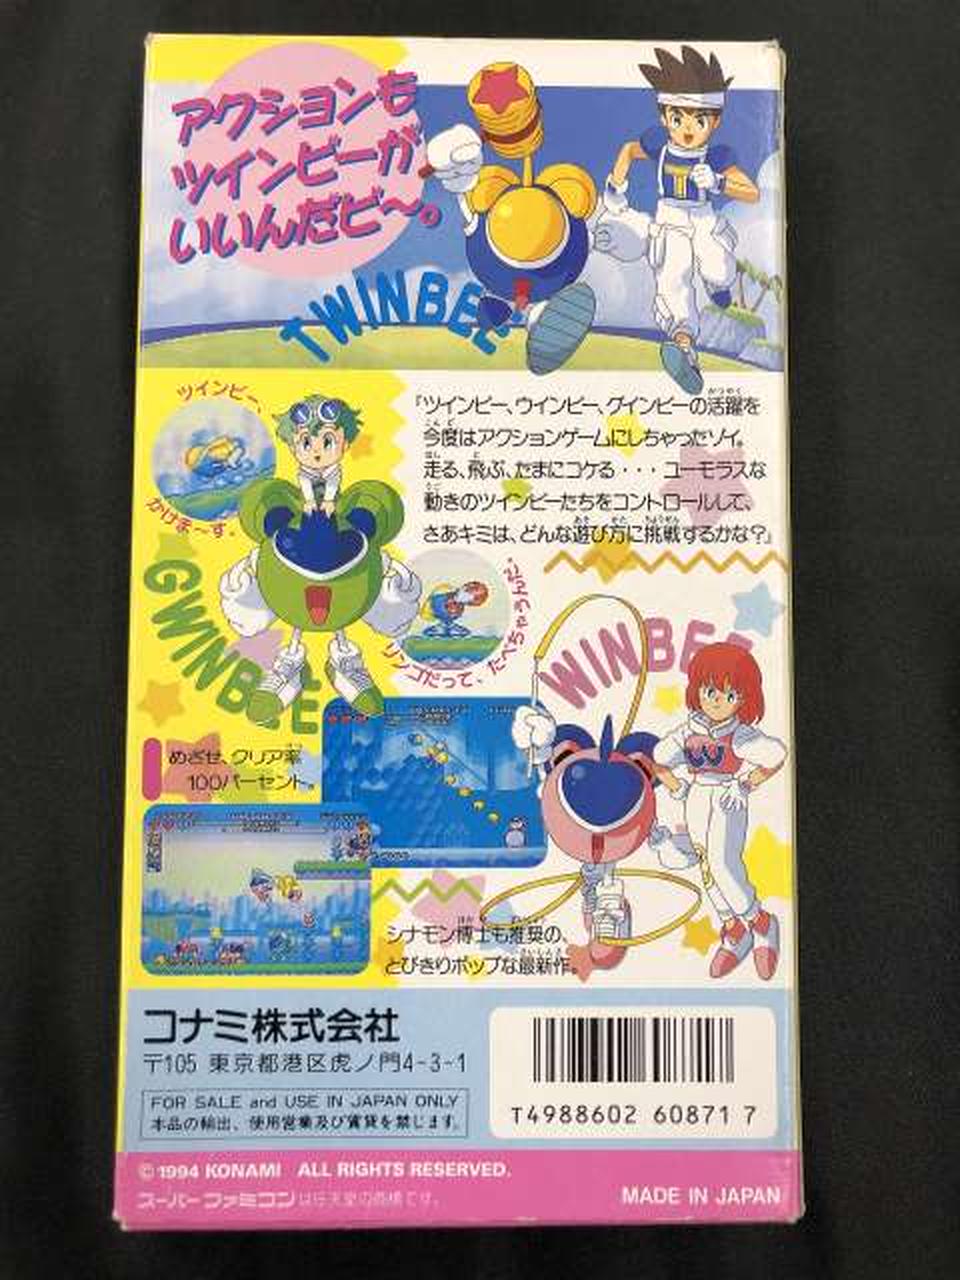 アクションも
ツインビーが
いいんだビ〜。
TWINBEE
ツインビー、
かけま〜す。
『ツインビー、ウインビー、グインビーの活躍を
今度はアクションゲームにしちゃったゾイ。
走る、飛ぶ、たまにコケる・・・ユーモラスな
動きのツインビーたちをコントロールして、
さあキミは、どんな遊び方に挑戦するかな?』
GWINBEE
リンゴだって、たべちゃうんだ。
WINBEE
めざせ、クリア率
100パーセント。
シナモン博士も推奨の、
とびきりポップな最新作。
コナミ株式会社
〒105 東京都港区虎ノ門4-3-1
FOR SALE and USE IN JAPAN ONLY
本品の輸出、使用営業及び賃貸を禁じます。
T4988602 60871 7
©1994 KONAMI ALL RIGHTS RESERVED.
スーパーファミコンは任天堂の商標です。
MADE IN JAPAN